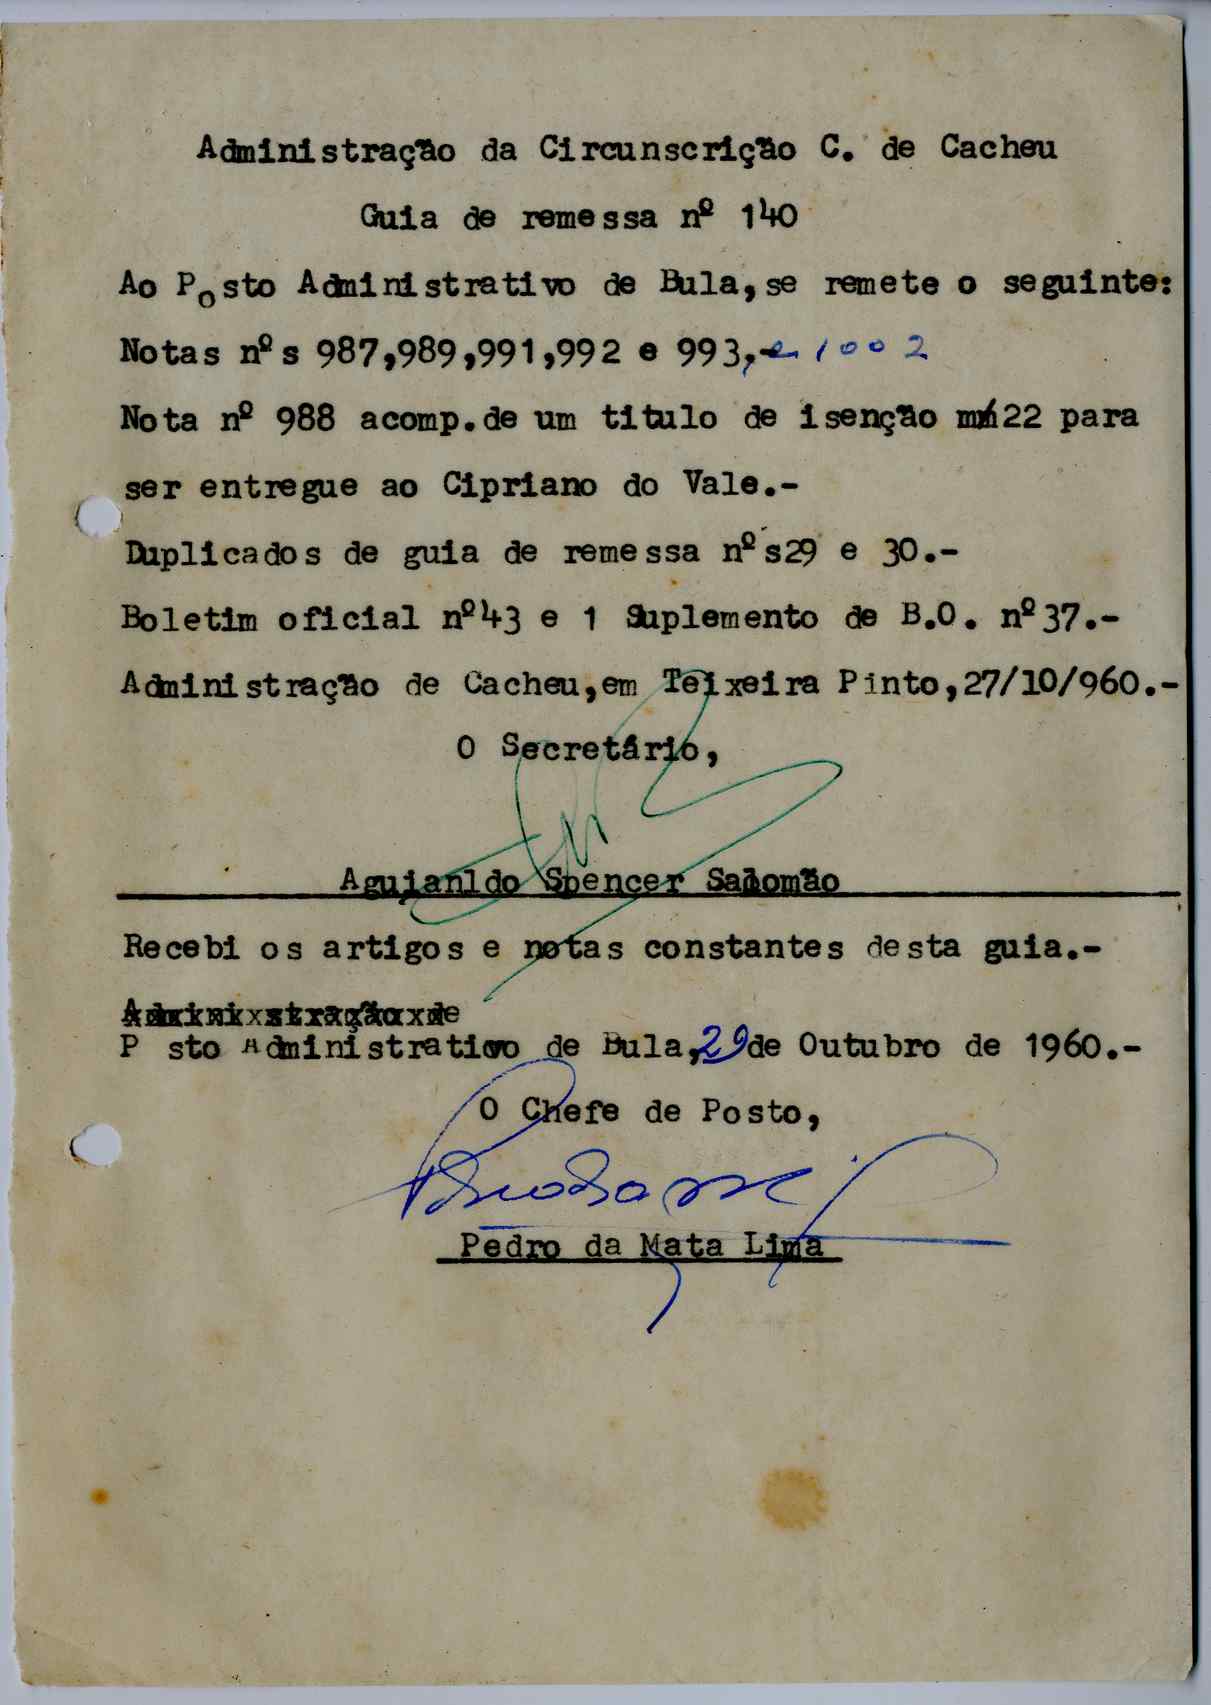 Administração da Circunscrição C. de Cacheu
Guia de remessa nº 140
Ao Posto Administrativo de Bula,se remete o seguinte:
Notas nºs 987,989,991,992 e 993,- e 1002
Nota nº 988 acomp.de um titulo de isenção 22 para
ser entregue ao Cipriano do Vale.-
Duplicados de guia de remessa nºs29 e 30.-
Boletim oficial nº43 e 1 Suplemento de B.O. nº37.-
Administração de Cacheu,em Teixeira Pinto,27/10/960.-
O Secretário,
Aguianldo Spencer Salomão
Recebi os artigos e notas constantes desta guia.-
Administração de
P sto Administrativo de Bula,29de Outubro de 1960.-
O Chefe de Posto,
Pedro da Mata Lima